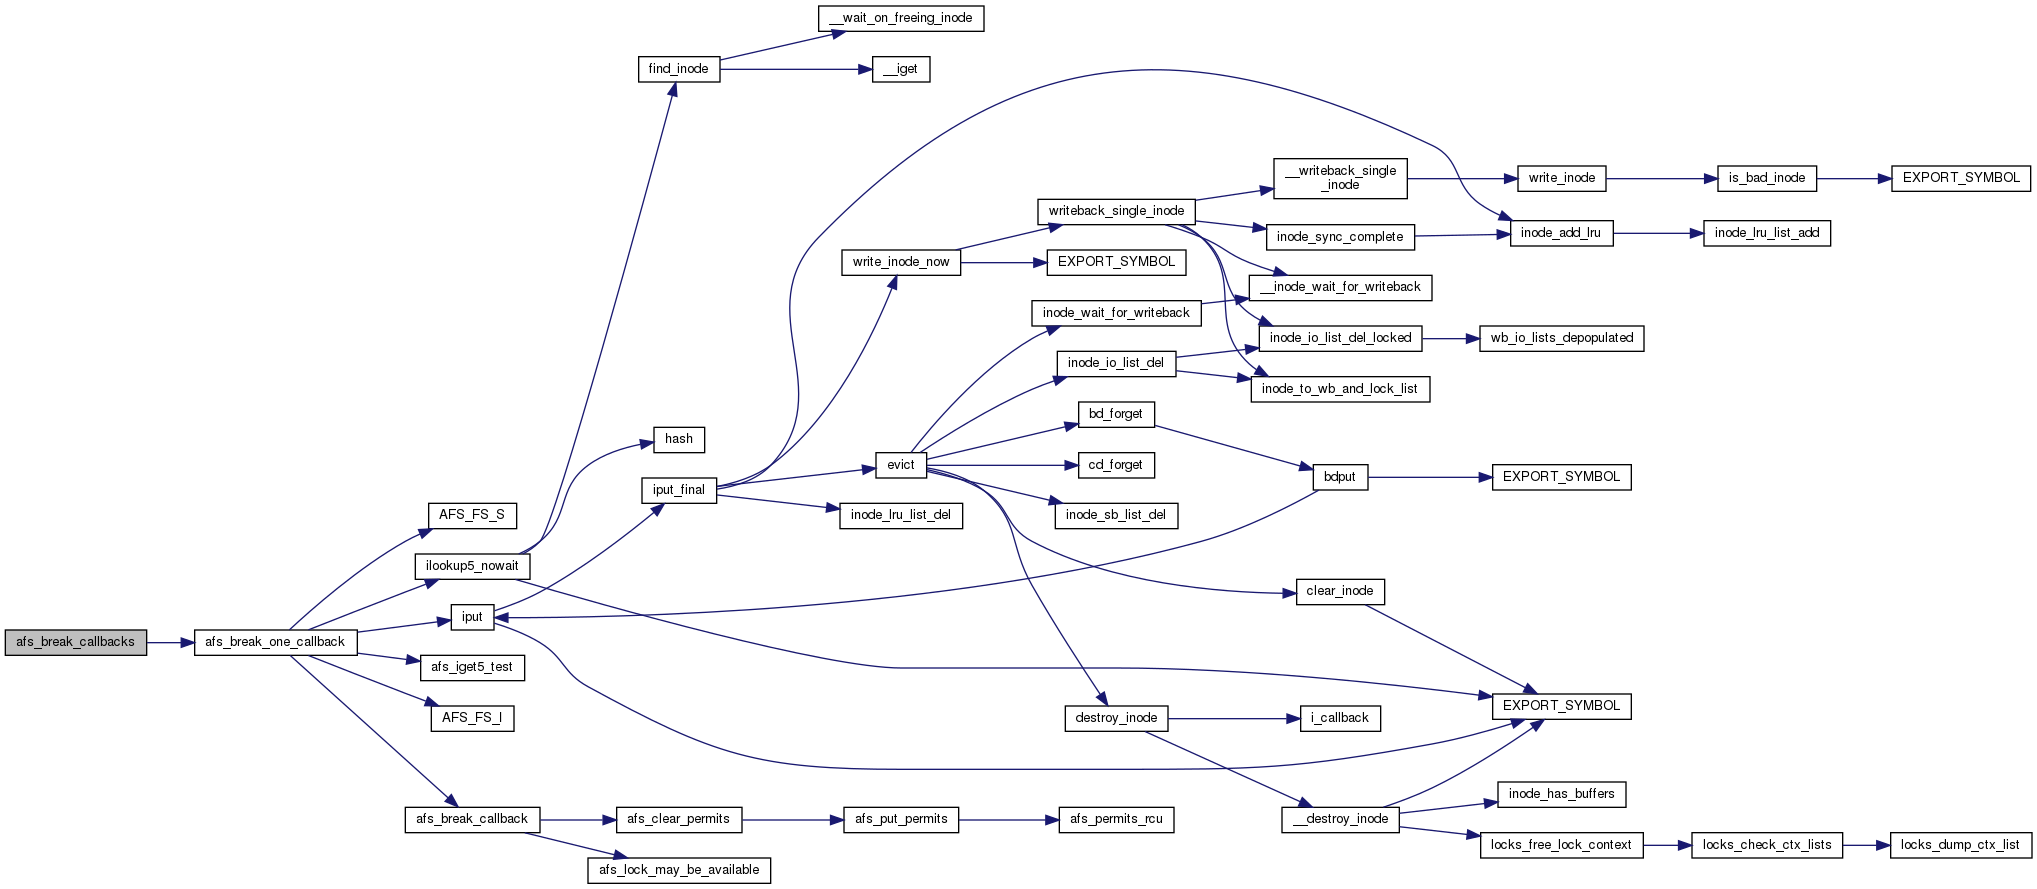 __wait_on_freeing_inode
find_inode
__iget
__writeback_single
_inode
write_inode
is_bad_inode
EXPORT_SYMBOL
writeback_single_inode
inode_sync_complete
inode_add_lru
inode_lru_list_add
write_inode_now
EXPORT_SYMBOL
__inode_wait_for_writeback
inode_wait_for_writeback
inode_io_list_del_locked
wb_io_lists_depopulated
inode_io_list_del
inode_to_wb_and_lock_list
bd_forget
hash
evict
cd_forget
bdput
EXPORT_SYMBOL
iput_final
AFS_FS_S
inode_lru_list_del
inode_sb_list_del
ilookup5_nowait
clear_inode
iput
afs_break_callbacks
afs_break_one_callback
afs_iget5_test
AFS_FS_I
destroy_inode
i_callback
EXPORT_SYMBOL
inode_has_buffers
afs_break_callback
afs_clear_permits
afs_put_permits
afs_permits_rcu
__destroy_inode
locks_free_lock_context
locks_check_ctx_lists
locks_dump_ctx_list
afs_lock_may_be_available